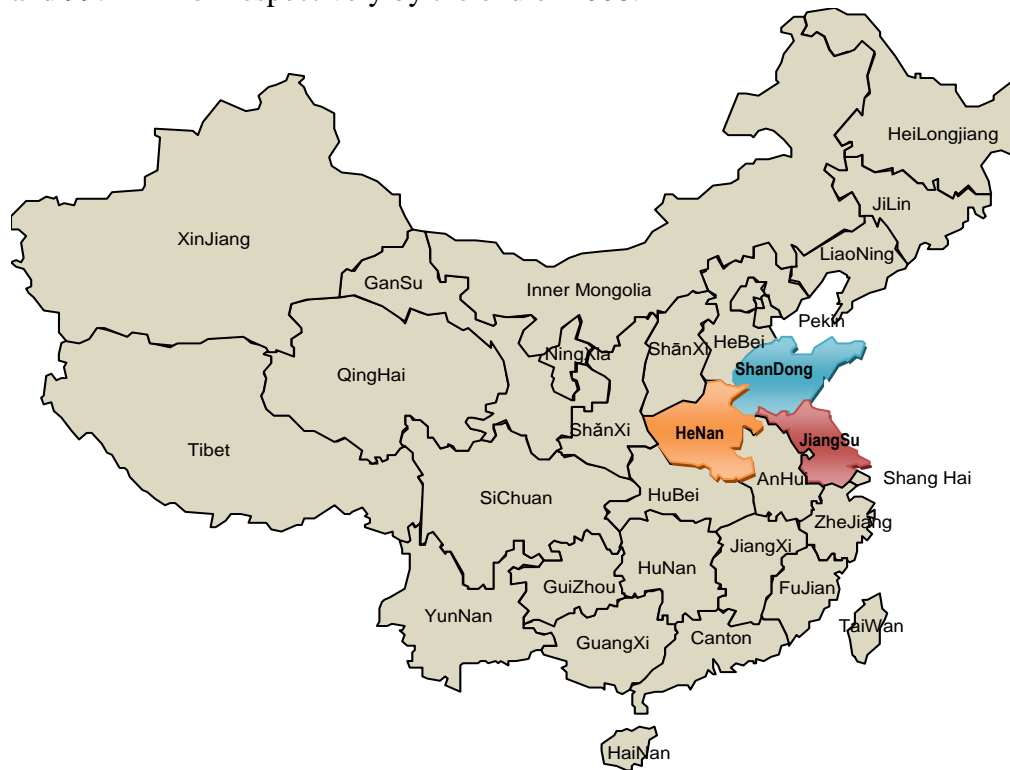 HeiLongjiang
JiLin
XinJiang
LiaoNing
GanSu
Inner Mongolia
Pekin
HeBei
ShānXi
NingXia
ShanDong
QingHai
ShǎnXi
HeNan
JiangSu
Tibet
AnHui
Shang Hai
SiChuan
HuBei
ZheJiang
JiangXi
HuNan
GuiZhou
FuJian
YunNan
TaiWan
Canton
GuangXi
HaiNan